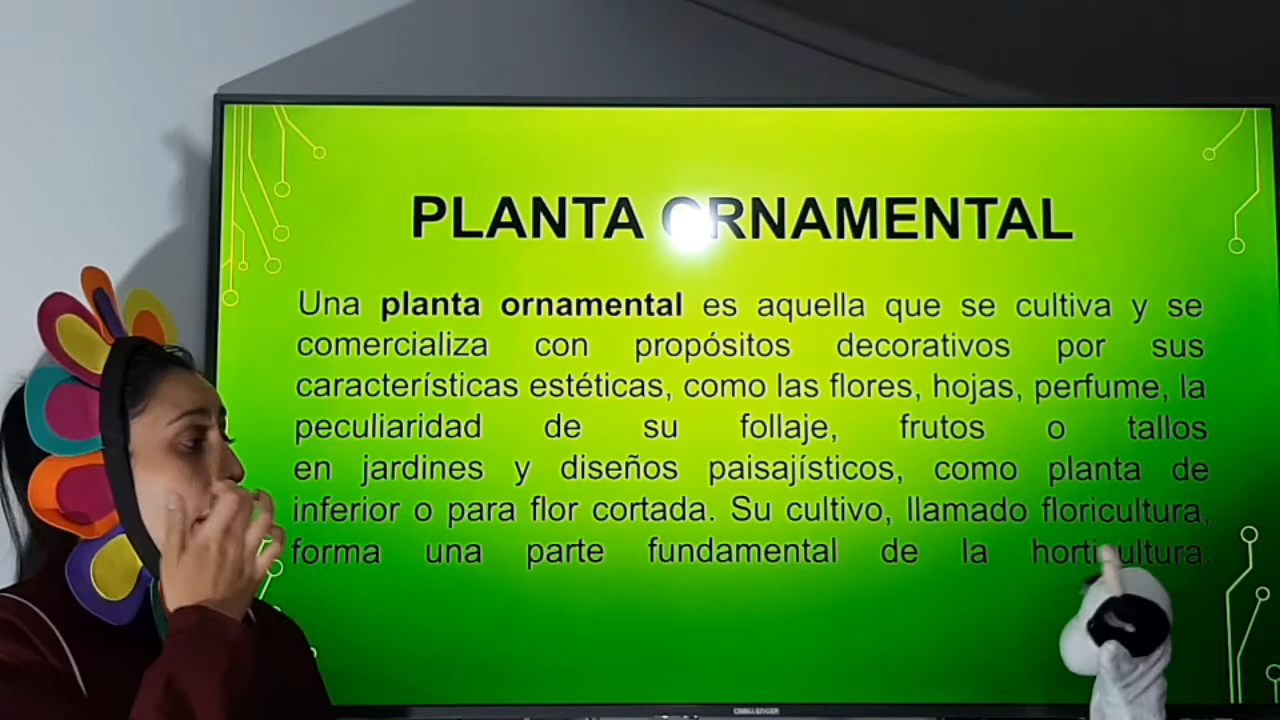 PLANTA ORNAMENTAL
Una planta ornamental es aquella que se cultiva y se
comercializa con propósitos decorativos por sus
características estéticas, como las flores, hojas, perfume, la
peculiaridad de su follaje, frutos o tallos
en jardines y diseños paisajísticos, como planta de
inferior o para flor cortada. Su cultivo, llamado floricultura,
forma una parte fundamental de la horticultura.
CHALLENGER